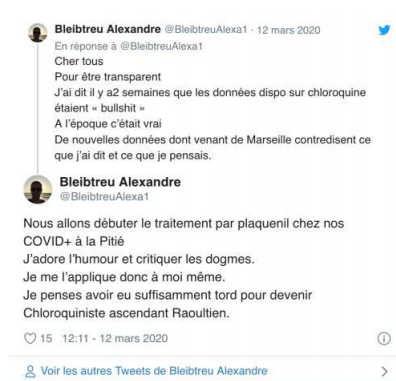 Bleibtreu Alexandre @BleibtreuAlexa1 · 12 mars 2020
En réponse à @BleibtreuAlexa1
Cher tous
Pour être transparent
J'ai dit il y a2 semaines que les données dispo sur chloroquine
étaient « bullshit »
A l'époque c'était vrai
De nouvelles données dont venant de Marseille contredisent ce
que j'ai dit et ce que je pensais.
Bleibtreu Alexandre
@BleibtreuAlexa1
Nous allons débuter le traitement par plaquenil chez nos
COVID+ à la Pitié
J'adore l'humour et critiquer les dogmes.
Je me l'applique donc à moi même.
Je penses avoir eu suffisamment tord pour devenir
Chloroquiniste ascendant Raoultien.
15 12:11 - 12 mars 2020
Voir les autres Tweets de Bleibtreu Alexandre